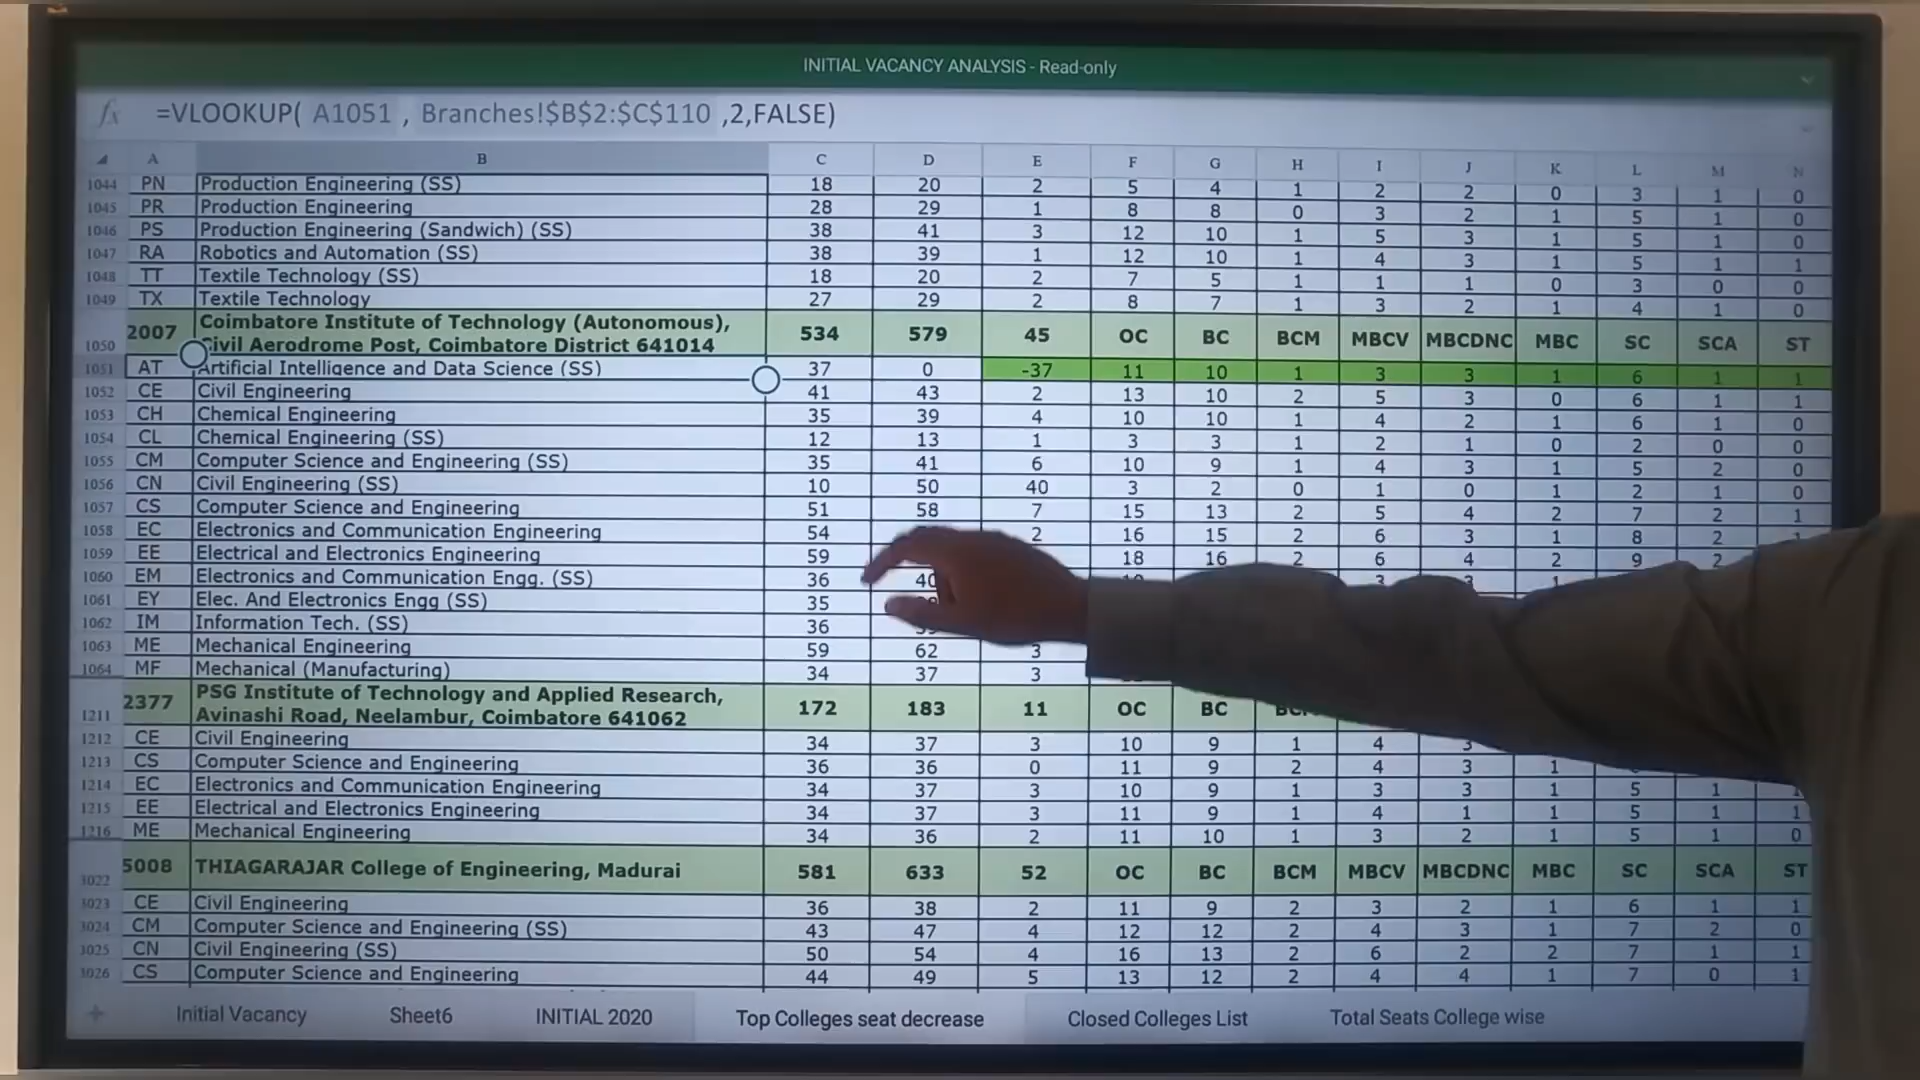 INITIAL VACANCY ANALYSIS - Read-only
fx =VLOOKUP( A1051 , Branches!$B$2:$C$110 ,2,FALSE)
A B C D E F G H I J K L M N
1044 PN Production Engineering (SS) 18 20 2 5 4 1 2 2 0 3 1 0
1045 PR Production Engineering 28 29 1 8 8 0 3 2 1 5 1 0
1046 PS Production Engineering (Sandwich) (SS) 38 41 3 12 10 1 5 3 1 5 1 0
1047 RA Robotics and Automation (SS) 38 39 1 12 10 1 4 3 1 5 1 1
1048 TT Textile Technology (SS) 18 20 2 7 5 1 1 1 0 3 0 0
1049 TX Textile Technology 27 29 2 8 7 1 3 2 1 4 1 0
1050 2007 Coimbatore Institute of Technology (Autonomous), Civil Aerodrome Post, Coimbatore District 641014 534 579 45 OC BC BCM MBCV MBCDNC MBC SC SCA ST
1051 AT Artificial Intelligence and Data Science (SS) 37 0 -37 11 10 1 3 3 1 6 1 1
1052 CE Civil Engineering 41 43 2 13 10 2 5 3 0 6 1 1
1053 CH Chemical Engineering 35 39 4 10 10 1 4 2 1 6 1 0
1054 CL Chemical Engineering (SS) 12 13 1 3 3 1 2 1 0 2 0 0
1055 CM Computer Science and Engineering (SS) 35 41 6 10 9 1 4 3 1 5 2 0
1056 CN Civil Engineering (SS) 10 50 40 3 2 0 1 0 1 2 1 0
1057 CS Computer Science and Engineering 51 58 7 15 13 2 5 4 2 7 2 1
1058 EC Electronics and Communication Engineering 54 2 16 15 2 6 3 1 8 2
1059 EE Electrical and Electronics Engineering 59 18 16 2 6 4 2 9 2
1060 EM Electronics and Communication Engg. (SS) 36 40
1061 EY Elec. And Electronics Engg (SS) 35
1062 IM Information Tech. (SS) 36
1063 ME Mechanical Engineering 59 62 3
1064 MF Mechanical (Manufacturing) 34 37 3
1211 2377 PSG Institute of Technology and Applied Research, Avinashi Road, Neelambur, Coimbatore 641062 172 183 11 OC BC
1212 CE Civil Engineering 34 37 3 10 9 1 4
1213 CS Computer Science and Engineering 36 36 0 11 9 2 4 3 1
1214 EC Electronics and Communication Engineering 34 37 3 10 9 1 3 3 1 5 1
1215 EE Electrical and Electronics Engineering 34 37 3 11 9 1 4 1 1 5 1 1
1216 ME Mechanical Engineering 34 36 2 11 10 1 3 2 1 5 1 0
3022 5008 THIAGARAJAR College of Engineering, Madurai 581 633 52 OC BC BCM MBCV MBCDNC MBC SC SCA ST
3023 CE Civil Engineering 36 38 2 11 9 2 3 2 1 6 1 1
3024 CM Computer Science and Engineering (SS) 43 47 4 12 12 2 4 3 1 7 2 0
3025 CN Civil Engineering (SS) 50 54 4 16 13 2 6 2 2 7 1 1
3026 CS Computer Science and Engineering 44 49 5 13 12 2 4 4 1 7 0 1
+ Initial Vacancy Sheet6 INITIAL 2020 Top Colleges seat decrease Closed Colleges List Total Seats College wise